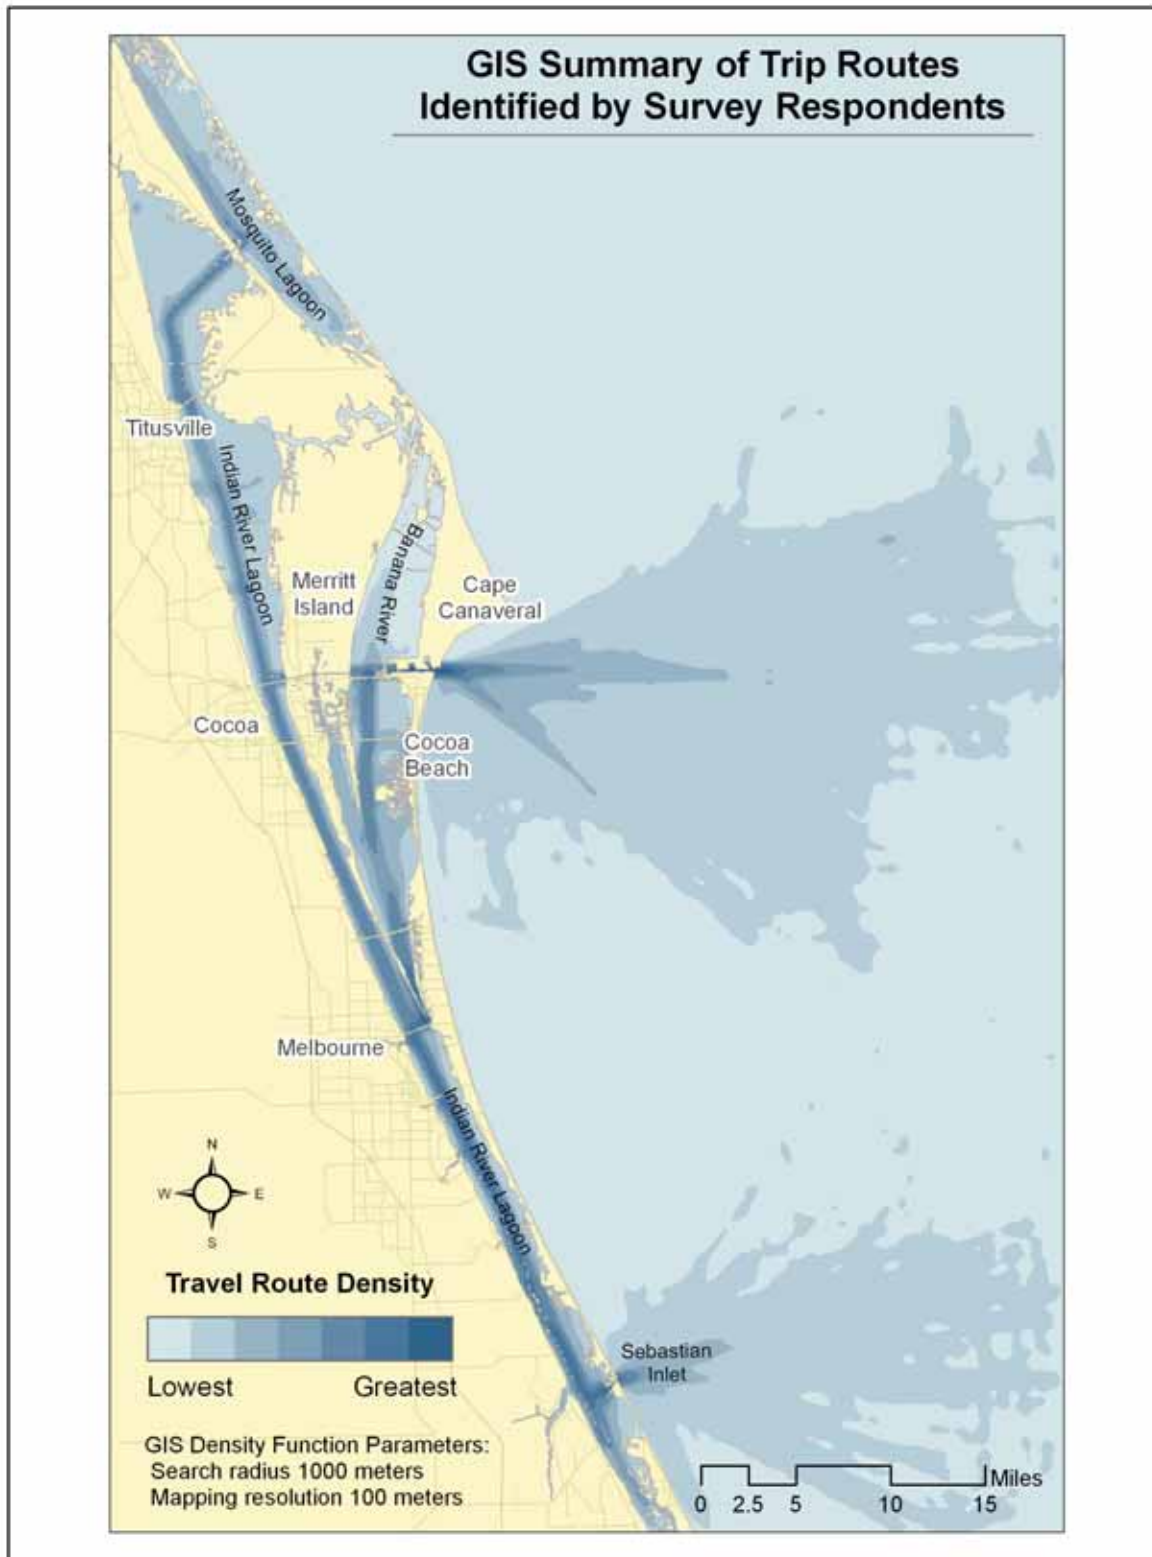 GIS Summary of Trip Routes
Identified by Survey Respondents
Mosquito Lagoon
Titusville
Indian River Lagoon
Banana River
Merritt
Island
Cape
Canaveral
Cocoa
Cocoa
Beach
Melbourne
Indian River Lagoon
N
W
E
S
Travel Route Density
Lowest
Greatest
Sebastian
Inlet
GIS Density Function Parameters:
Search radius 1000 meters
Mapping resolution 100 meters
Miles
0 2.5 5 10 15